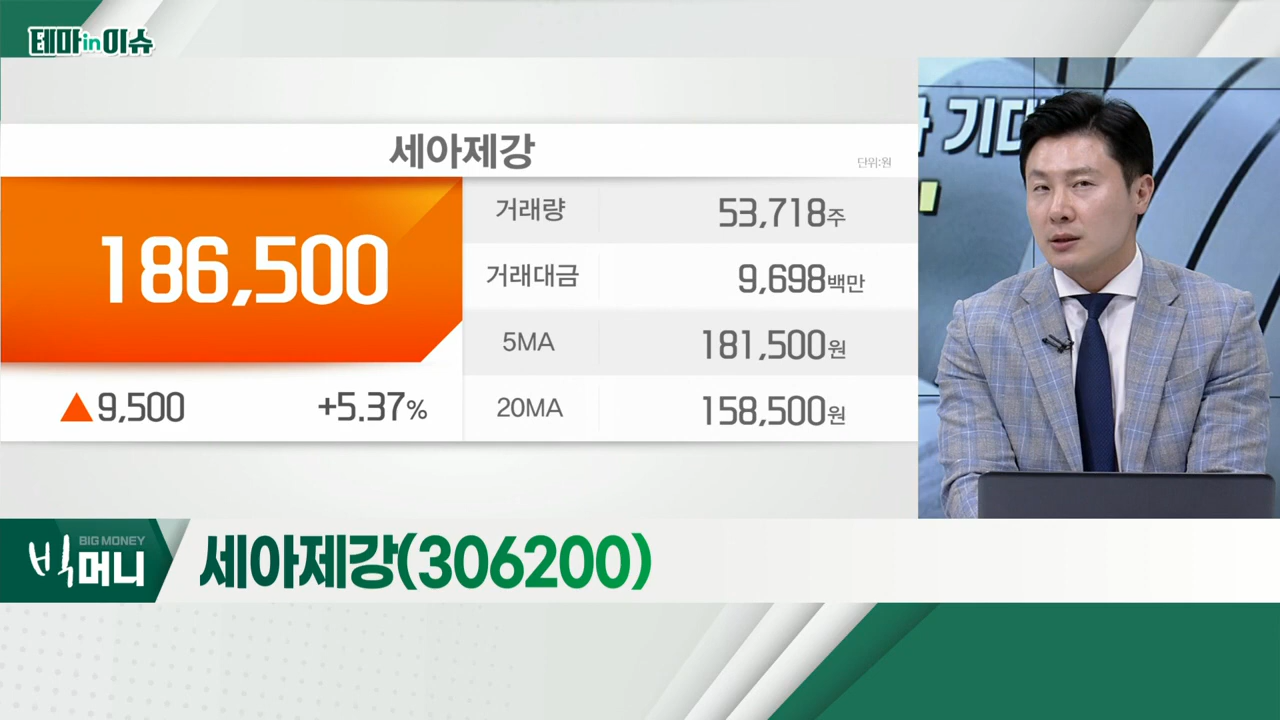 테마in이슈
세아제강
단위:원
186,500
▲9,500 +5.37%
거래량 53,718주
거래대금 9,698백만
5MA 181,500원
20MA 158,500원
기대
BIG MONEY
빅머니
세아제강(306200)